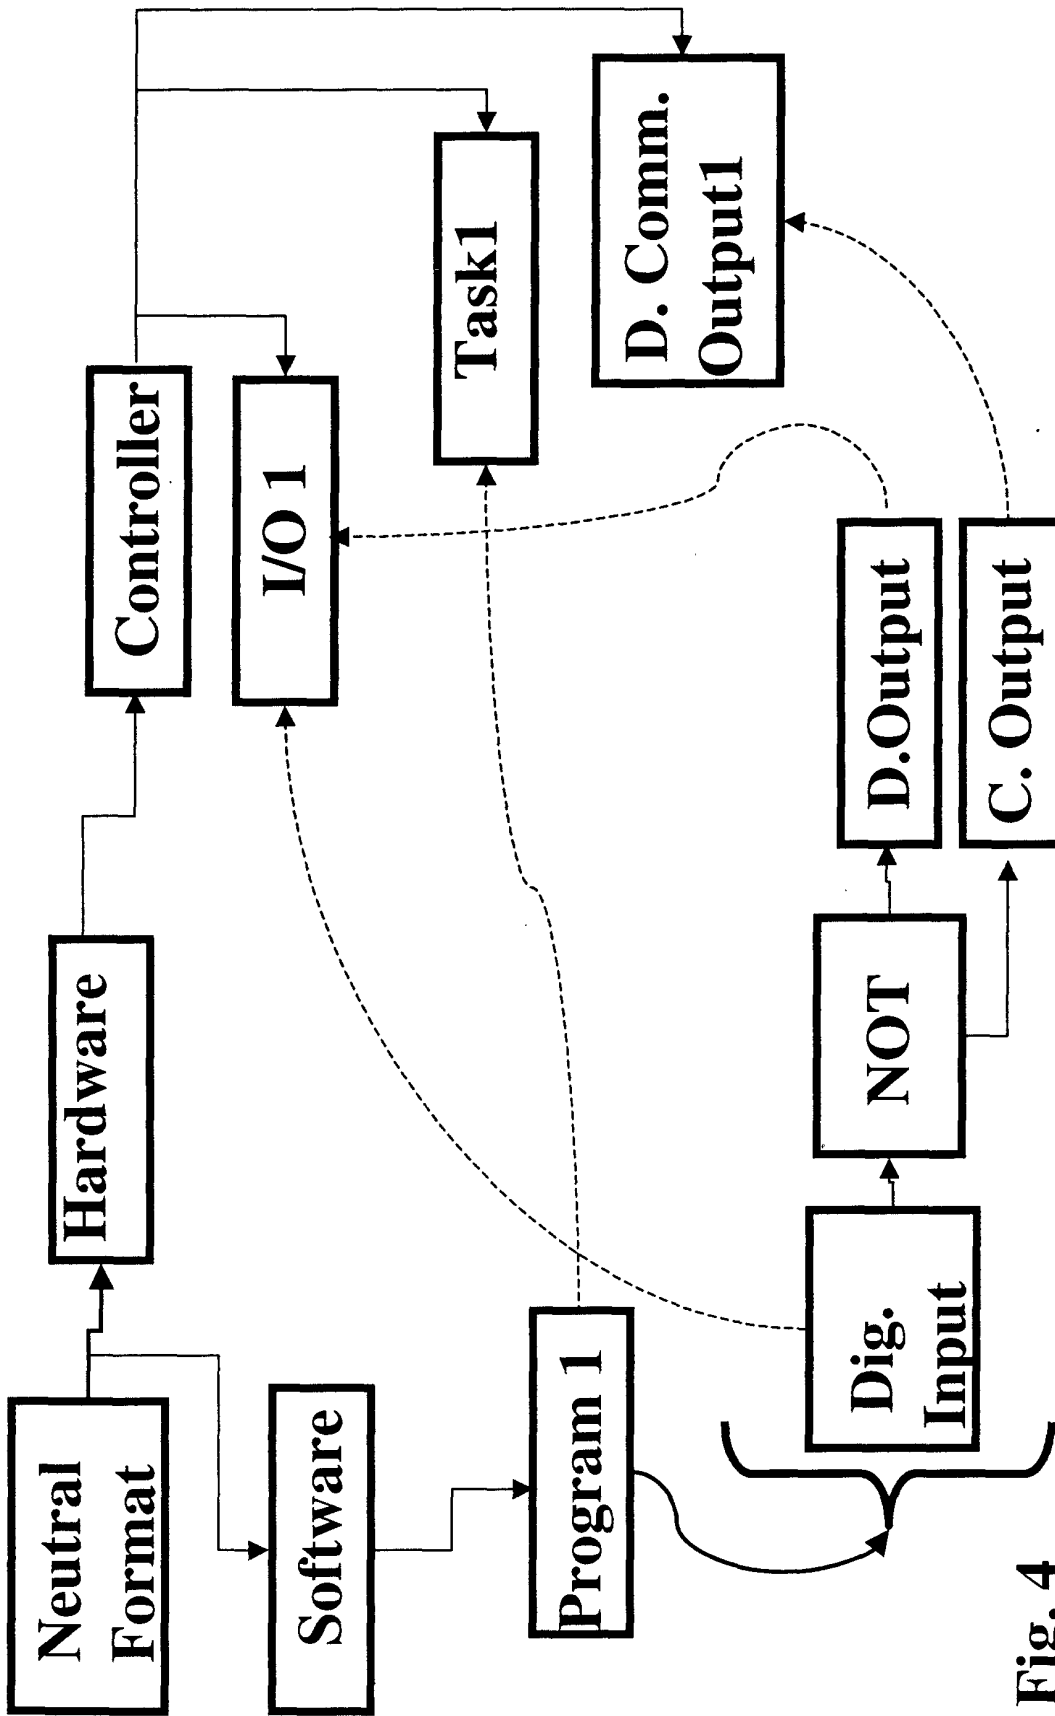 Neutral
Format
Hardware
Controller
I/O 1
Task1
D. Comm.
Output1
Software
Program 1
Dig.
Input
NOT
D.Output
C. Output
Fig. 4